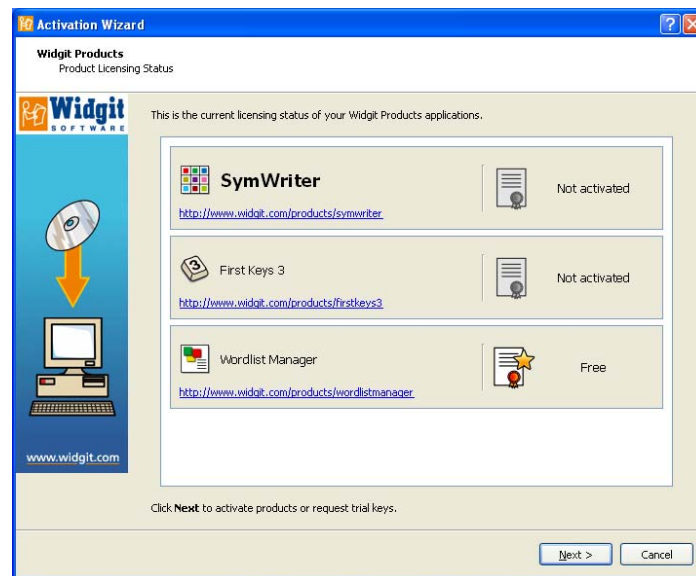 Activation Wizard
Widgit Products
Product Licensing Status
Widgit
SOFTWARE
This is the current licensing status of your Widgit Products applications.
SymWriter
Not activated
http://www.widgit.com/products/symwriter
3
First Keys 3
Not activated
http://www.widgit.com/products/firstkeys3
Wordlist Manager
Free
http://www.widgit.com/products/wordlistmanager
www.widgit.com
Click Next to activate products or request trial keys.
Next >
Cancel